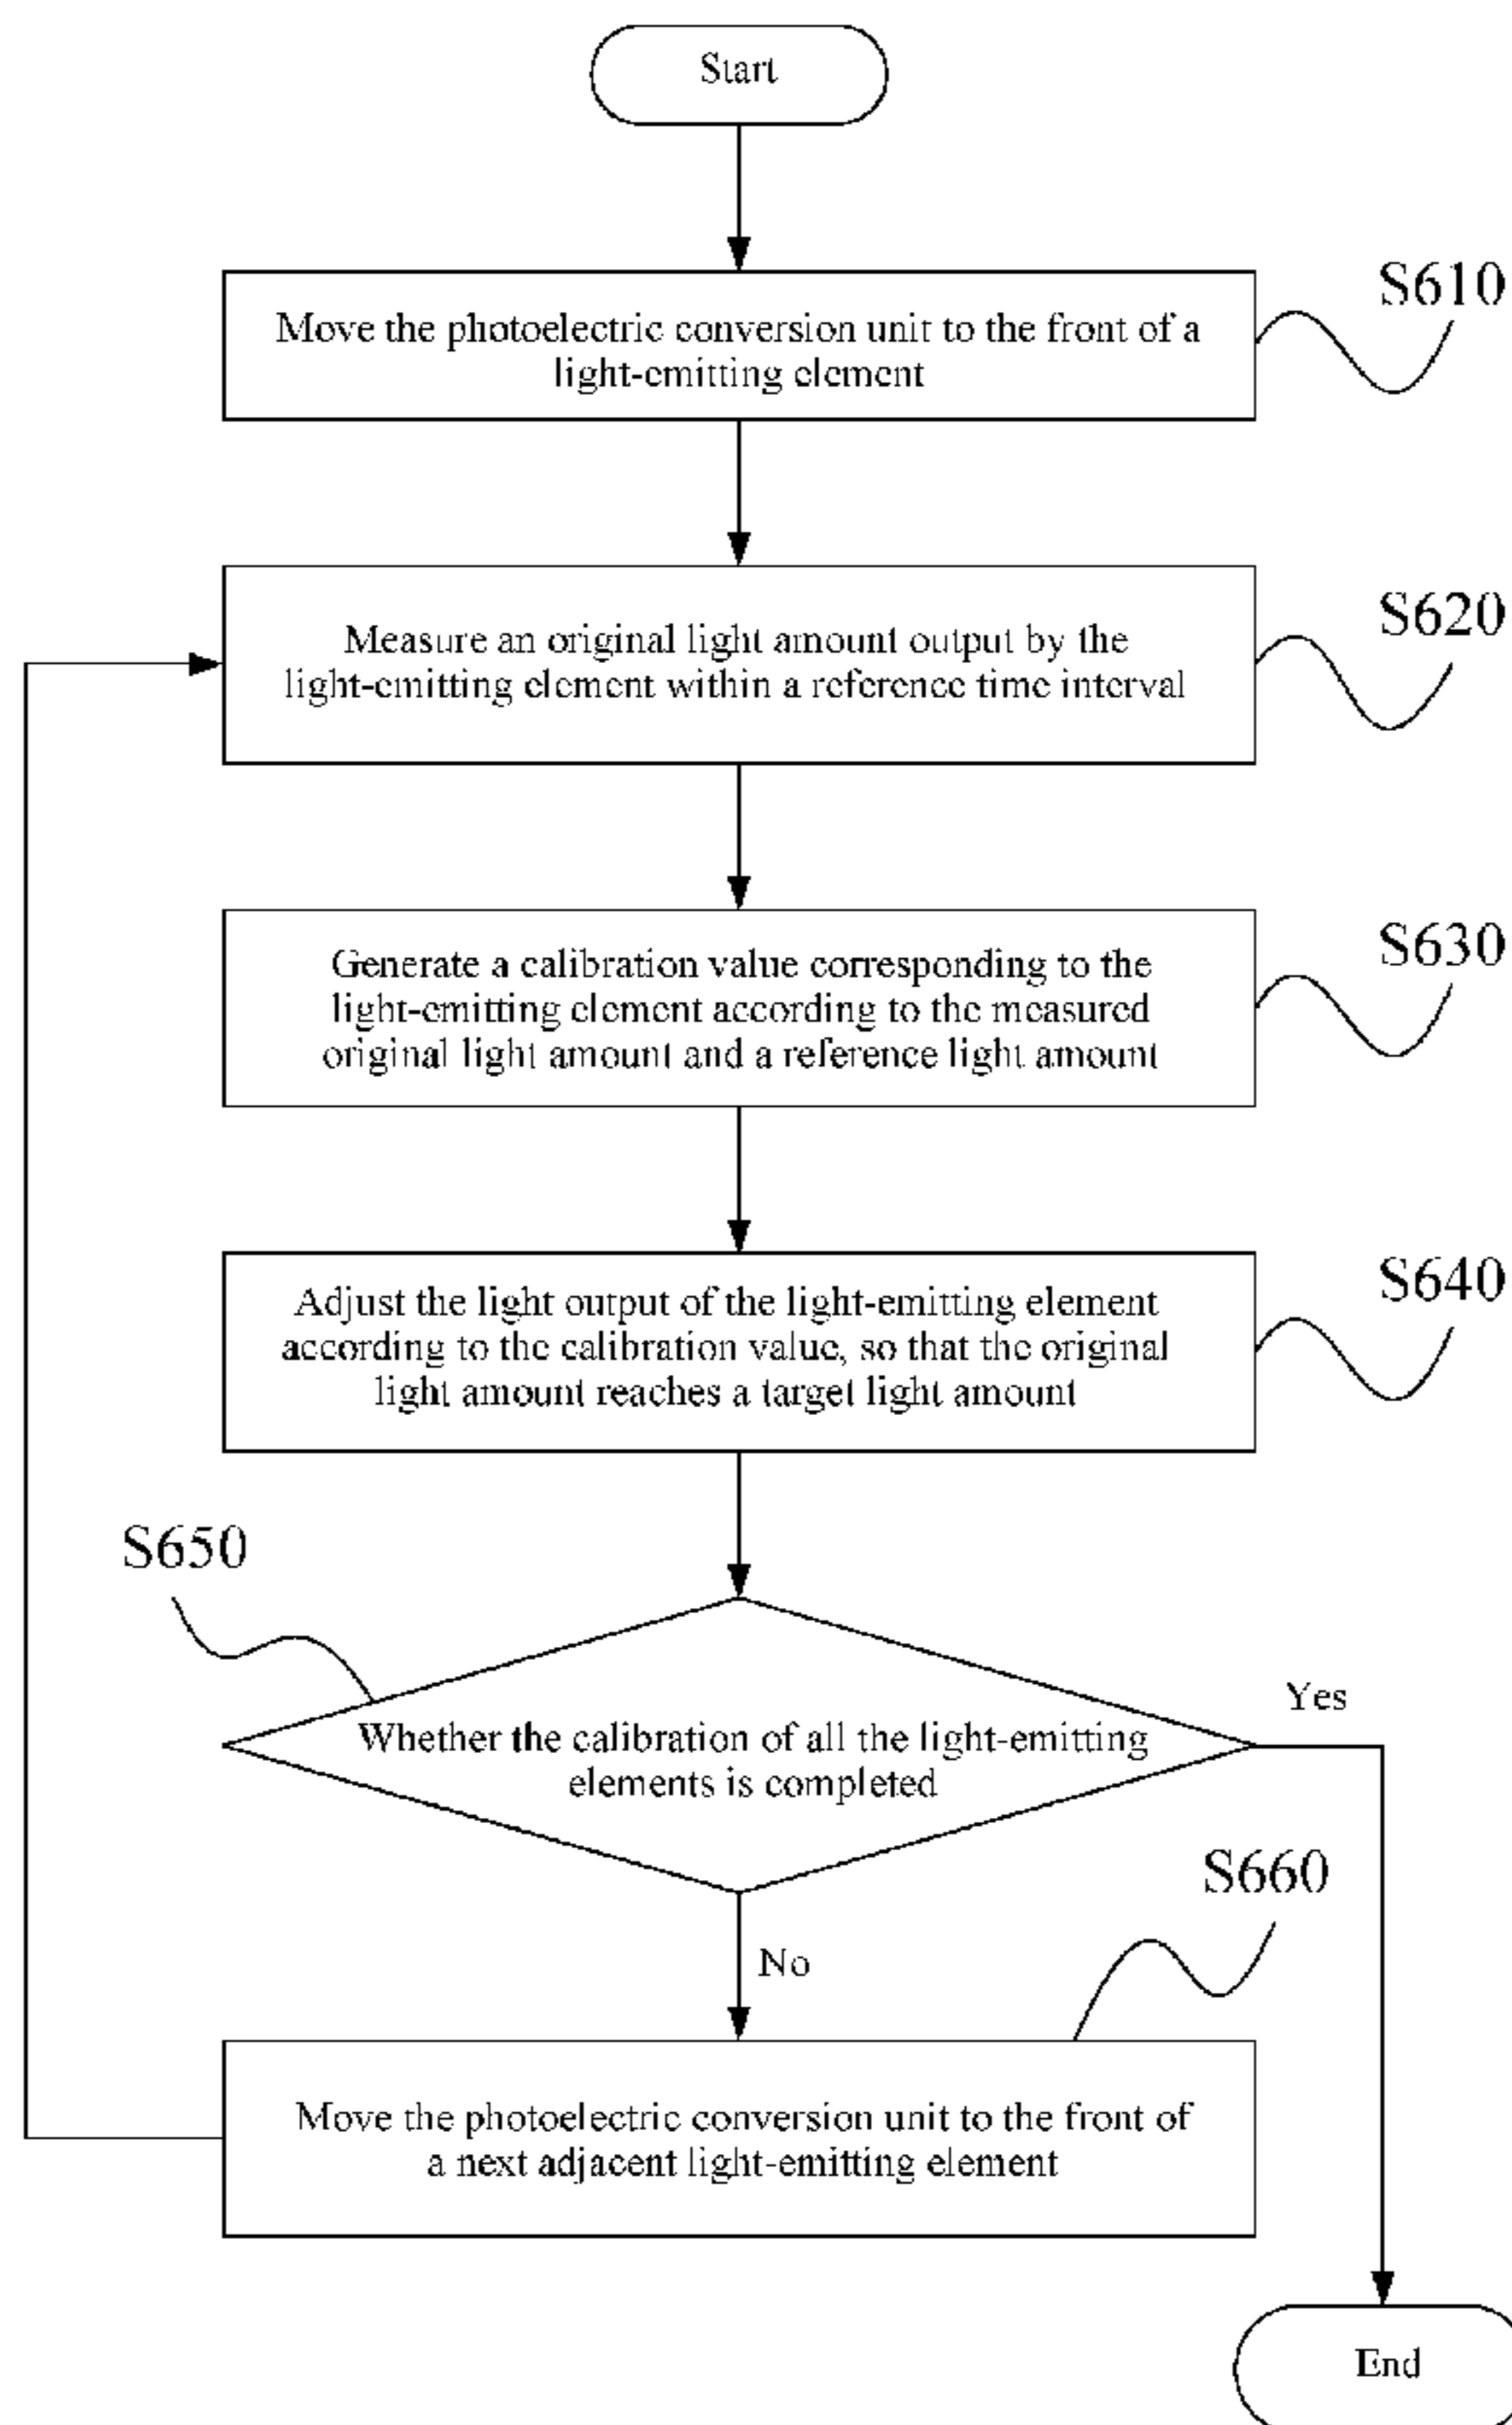 Start
S610
Move the photoelectric conversion unit to the front of a
light-emitting element
S620
Measure an original light amount output by the
light-emitting element within a reference time interval
S630
Generate a calibration value corresponding to the
light-emitting element according to the measured
original light amount and a reference light amount
S640
Adjust the light output of the light-emitting element
according to the calibration value, so that the original
light amount reaches a target light amount
S650
Yes
Whether the calibration of all the light-emitting
elements is completed
S660
No
Move the photoelectric conversion unit to the front of
a next adjacent light-emitting element
End